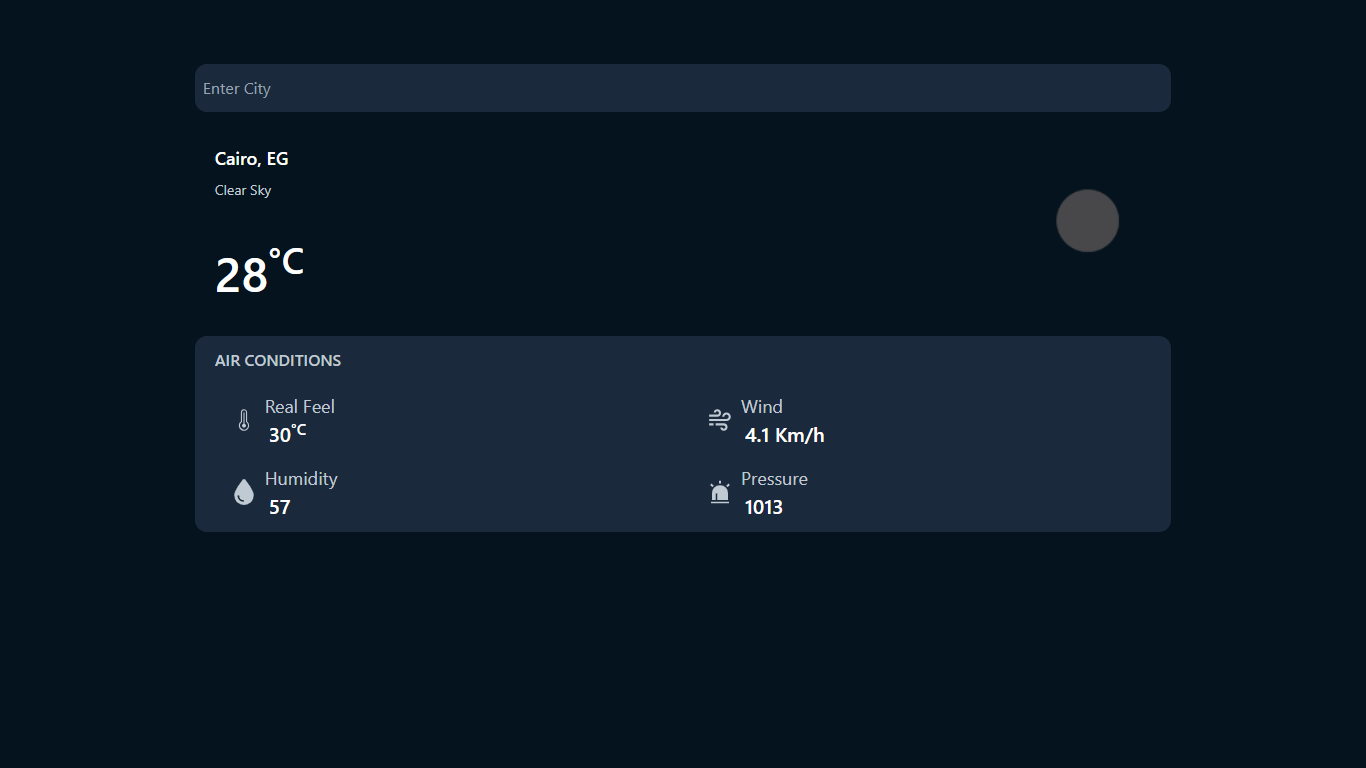 Enter City
Cairo, EG
Clear Sky
28°C
AIR CONDITIONS
Real Feel
30°C
Wind
4.1 Km/h
Humidity
57
Pressure
1013